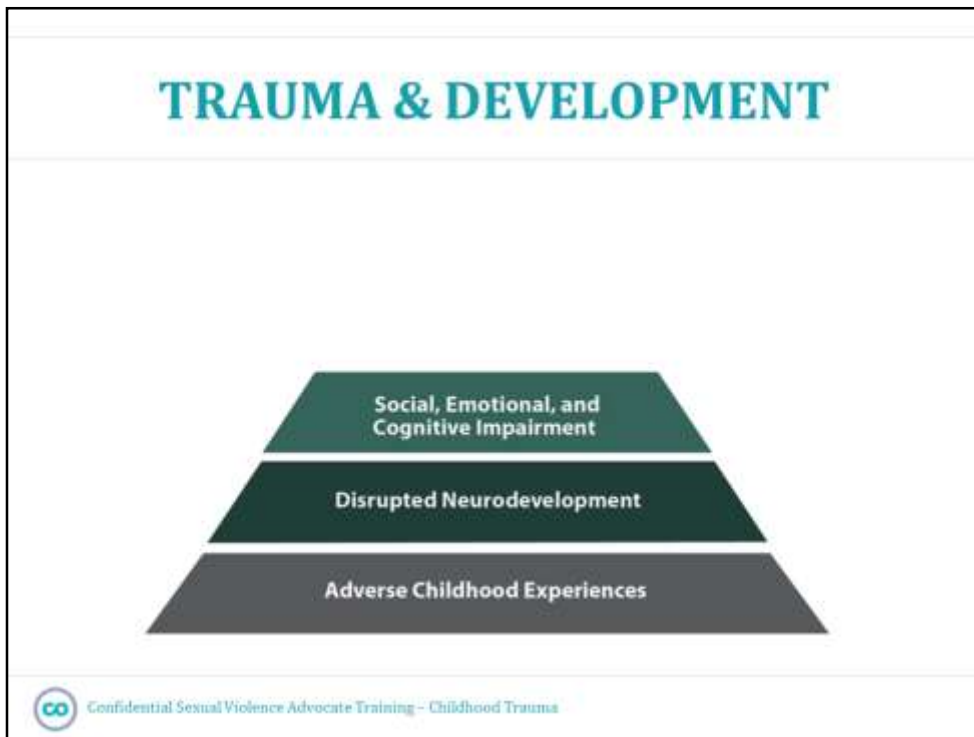 TRAUMA & DEVELOPMENT
Social, Emotional, and
Cognitive Impairment
Disrupted Neurodevelopment
Adverse Childhood Experiences
CO
Confidential Sexual Violence Advocate Training – Childhood Trauma